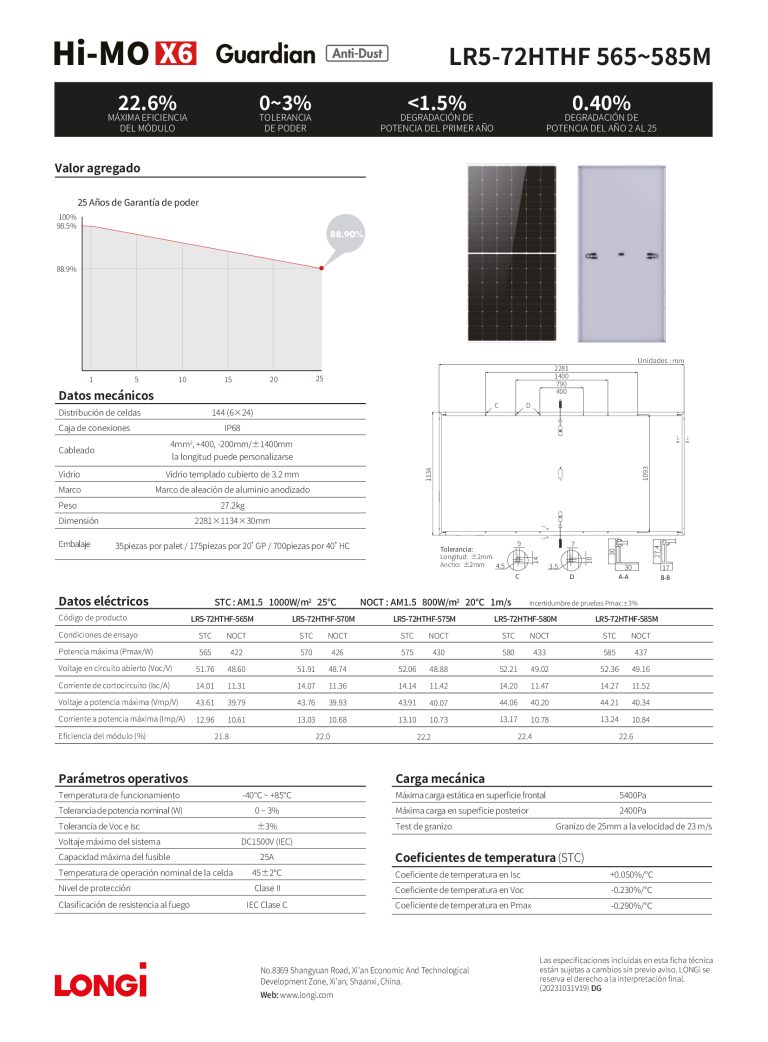 Hi-MO X6 Guardian Anti-Dust LR5-72HTHF 565~585M
22.6% 0~3% <1.5% 0.40%
MÁXIMA EFICIENCIA TOLERANCIA DEGRADACIÓN DE DEGRADACIÓN DE
DEL MÓDULO DE PODER POTENCIA DEL PRIMER AÑO POTENCIA DEL AÑO 2 AL 25
Valor agregado
25 Años de Garantía de poder
100%
98.5%
88.90%
88.9%
1 5 10 15 20 25
Unidades : mm
2281
1400
790
400
C D
1134
1093
Tolerancia:
Longitud: ±2mm
Ancho: ±2mm
9 4.5 14 C
7 3.5 10 D
30 30 A-A
27.4 17 B-B
Datos mecánicos
Distribución de celdas 144 (6×24)
Caja de conexiones IP68
Cableado 4mm², +400, -200mm/±1400mm
la longitud puede personalizarse
Vidrio Vidrio templado cubierto de 3.2 mm
Marco Marco de aleación de aluminio anodizado
Peso 27.2kg
Dimensión 2281×1134×30mm
Embalaje 35piezas por palet / 175piezas por 20' GP / 700piezas por 40' HC
Datos eléctricos STC : AM1.5 1000W/m² 25°C NOCT : AM1.5 800W/m² 20°C 1m/s Incertidumbre de pruebas Pmax: ±3%
Código de producto LR5-72HTHF-565M LR5-72HTHF-570M LR5-72HTHF-575M LR5-72HTHF-580M LR5-72HTHF-585M
Condiciones de ensayo STC NOCT STC NOCT STC NOCT STC NOCT STC NOCT
Potencia máxima (Pmax/W) 565 422 570 426 575 430 580 433 585 437
Voltaje en circuito abierto (Voc/V) 51.76 48.60 51.91 48.74 52.06 48.88 52.21 49.02 52.36 49.16
Corriente de cortocircuito (Isc/A) 14.01 11.31 14.07 11.36 14.14 11.42 14.20 11.47 14.27 11.52
Voltaje a potencia máxima (Vmp/V) 43.61 39.79 43.76 39.93 43.91 40.07 44.06 40.20 44.21 40.34
Corriente a potencia máxima (Imp/A) 12.96 10.61 13.03 10.68 13.10 10.73 13.17 10.78 13.24 10.84
Eficiencia del módulo (%) 21.8 22.0 22.2 22.4 22.6
Parámetros operativos
Temperatura de funcionamiento -40°C ~ +85°C
Tolerancia de potencia nominal (W) 0 ~ 3%
Tolerancia de Voc e Isc ±3%
Voltaje máximo del sistema DC1500V (IEC)
Capacidad máxima del fusible 25A
Temperatura de operación nominal de la celda 45±2°C
Nivel de protección Clase II
Clasificación de resistencia al fuego IEC Clase C
Carga mecánica
Máxima carga estática en superficie frontal 5400Pa
Máxima carga en superficie posterior 2400Pa
Test de granizo Granizo de 25mm a la velocidad de 23 m/s
Coeficientes de temperatura (STC)
Coeficiente de temperatura en Isc +0.050%/°C
Coeficiente de temperatura en Voc -0.230%/°C
Coeficiente de temperatura en Pmax -0.290%/°C
LONGi
No.8369 Shangyuan Road, Xi'an Economic And Technological
Development Zone, Xi'an, Shaanxi, China.
Web: www.longi.com
Las especificaciones incluidas en esta ficha técnica
están sujetas a cambios sin previo aviso. LONGi se
reserva el derecho a la interpretación final.
(20231031V19) DG